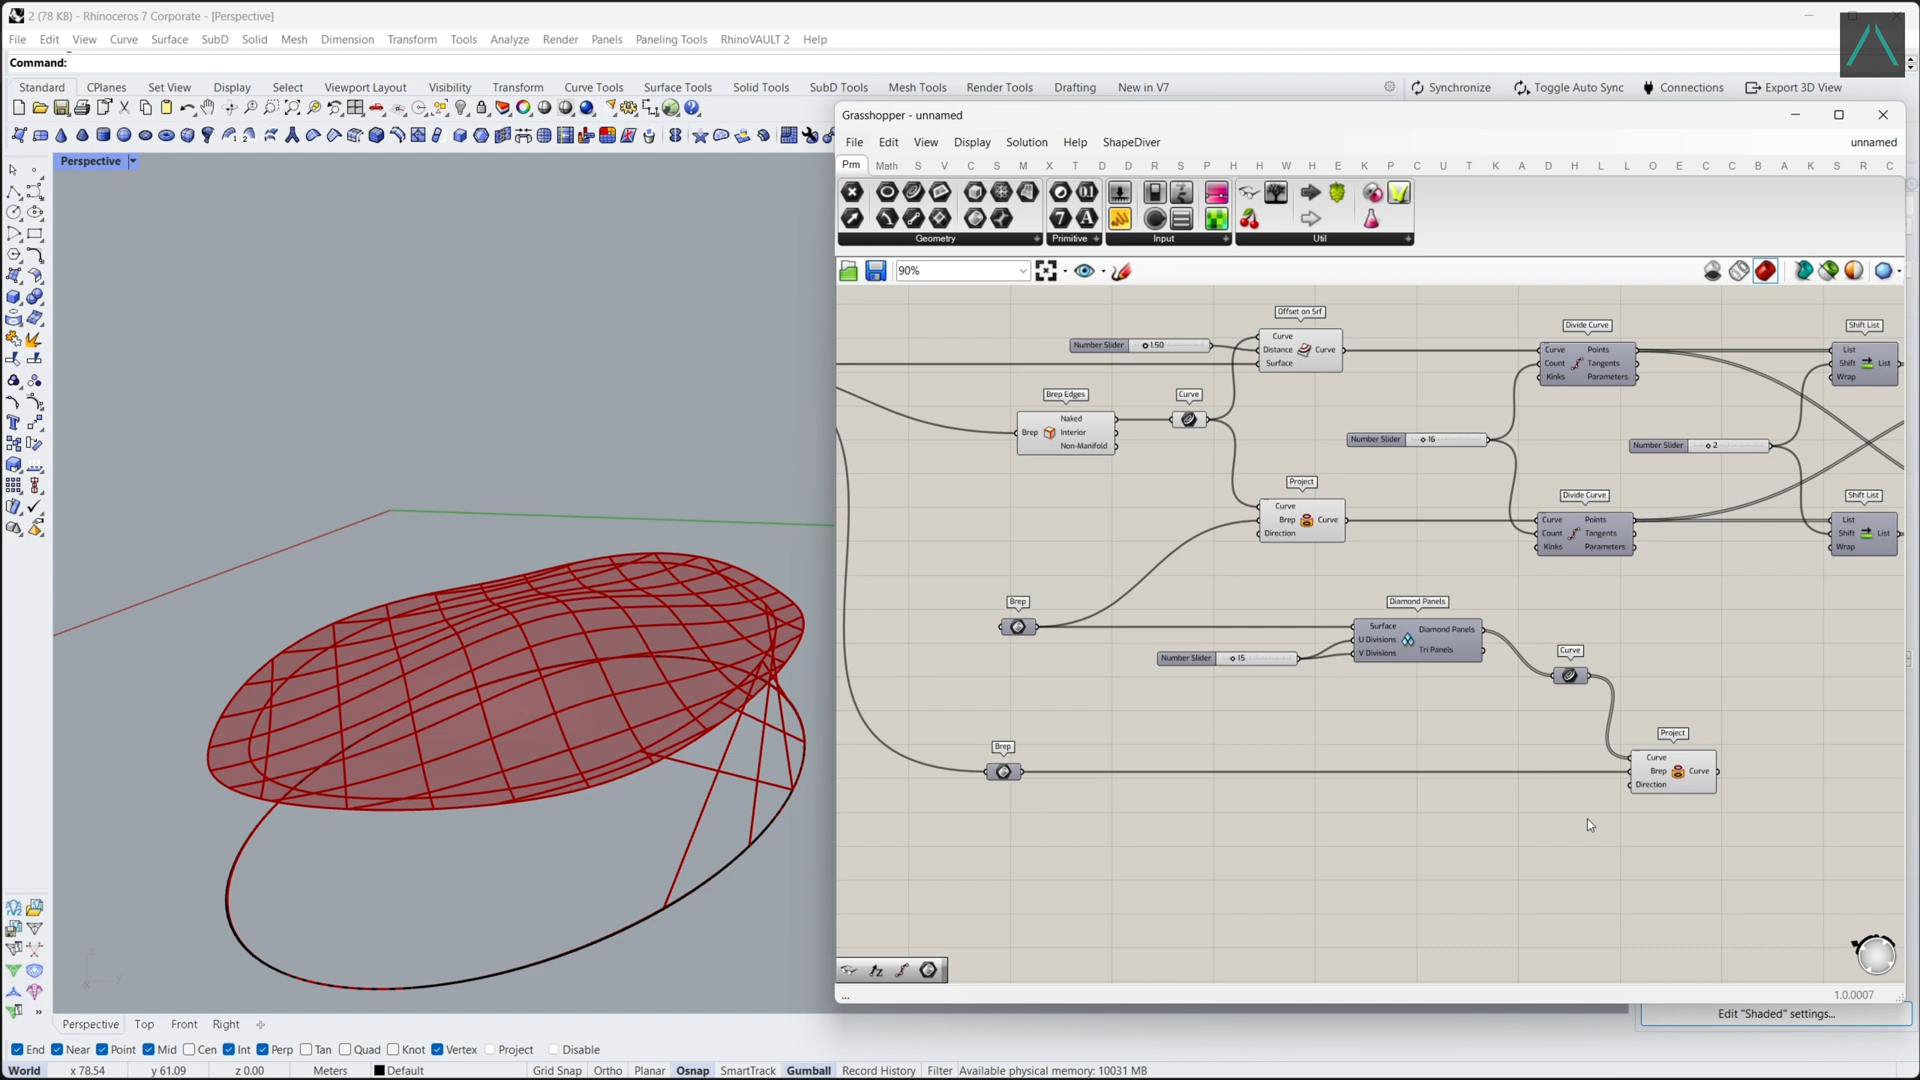 2 (78 KB) - Rhinoceros 7 Corporate - [Perspective]
File Edit View Curve Surface SubD Solid Mesh Dimension Transform Tools Analyze Render Panels Paneling Tools RhinoVAULT 2 Help
Command:
Standard CPlanes Set View Display Select Viewport Layout Visibility Transform Curve Tools Surface Tools Solid Tools SubD Tools Mesh Tools Render Tools Drafting New in V7
Synchronize Toggle Auto Sync Connections Export 3D View
Perspective
Grasshopper - unnamed
File Edit View Display Solution Help ShapeDiver unnamed
Prm Math S V C S M X T D D R S P H H W E K P K C U T K A D H L L O E C C B A K S R C
Geometry Primitive Input Util
90%
Offset on Srf
Number Slider 1.50
Curve
Distance Curve
Surface
Divide Curve
Curve Points
Count Tangents
Kinks Parameters
Shift List
List
Shift List
Wrap
Brep Edges
Naked
Brep Interior
Non-Manifold
Curve
Number Slider 16
Number Slider 2
Project
Curve
Brep Curve
Direction
Divide Curve
Curve Points
Count Tangents
Kinks Parameters
Shift List
List
Shift List
Wrap
Brep
Diamond Panels
Surface Diamond Panels
U Divisions
V Divisions Tri Panels
Number Slider 15
Curve
Brep
Project
Curve
Brep Curve
Direction
...
1.0.0007
Edit "Shaded" settings...
Perspective Top Front Right
End Near Point Mid Cen Int Perp Tan Quad Knot Vertex Project Disable
World x 78.54 y 61.09 z 0.00 Meters Default Grid Snap Ortho Planar Osnap SmartTrack Gumball Record History Filter Available physical memory: 10031 MB